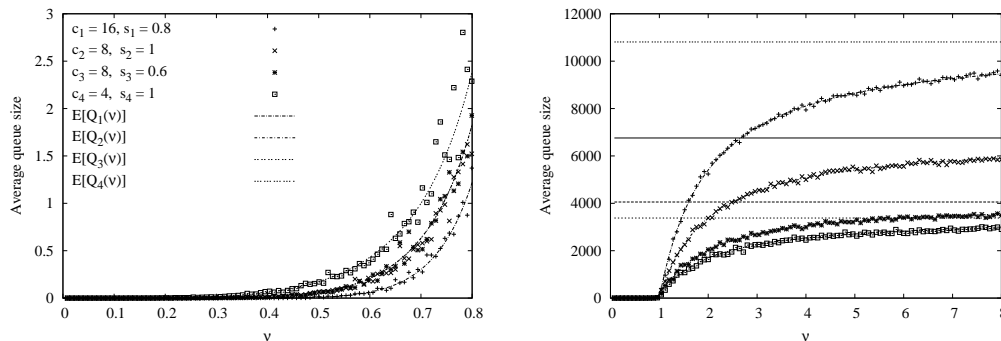 Average queue size
3
2.5
2
1.5
1
0.5
0
c1 = 16, s1 = 0.8
c2 = 8, s2 = 1
c3 = 8, s3 = 0.6
c4 = 4, s4 = 1
E[Q1(ν)]
E[Q2(ν)]
E[Q3(ν)]
E[Q4(ν)]
0 0.1 0.2 0.3 0.4 0.5 0.6 0.7 0.8
ν
Average queue size
12000
10000
8000
6000
4000
2000
0
0 1 2 3 4 5 6 7 8
ν